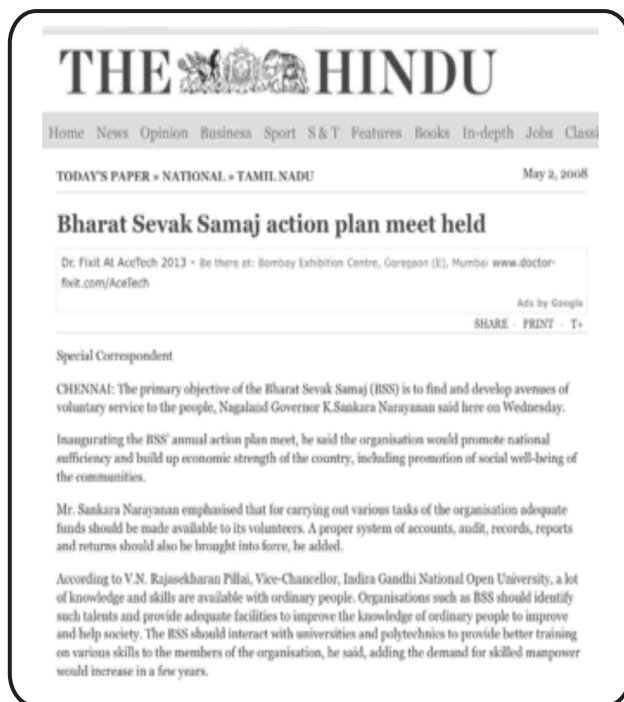 THE HINDU
Home News Opinion Business Sport S & T Features Books In-depth Jobs Classi
TODAY'S PAPER » NATIONAL » TAMIL NADU May 2, 2008
Bharat Sevak Samaj action plan meet held
Dr. Fixit At AceTech 2013 • Be there at: Bombay Exhibition Centre, Goregaon (E), Mumbai www.doctor-
fixit.com/AceTech
Ads by Google
SHARE · PRINT · T+
Special Correspondent
CHENNAI: The primary objective of the Bharat Sevak Samaj (BSS) is to find and develop avenues of
voluntary service to the people, Nagaland Governor K.Sankara Narayanan said here on Wednesday.
Inaugurating the BSS' annual action plan meet, he said the organisation would promote national
sufficiency and build up economic strength of the country, including promotion of social well-being of
the communities.
Mr. Sankara Narayanan emphasised that for carrying out various tasks of the organisation adequate
funds should be made available to its volunteers. A proper system of accounts, audit, records, reports
and returns should also be brought into force, he added.
According to V.N. Rajasekharan Pillai, Vice-Chancellor, Indira Gandhi National Open University, a lot
of knowledge and skills are available with ordinary people. Organisations such as BSS should identify
such talents and provide adequate facilities to improve the knowledge of ordinary people to improve
and help society. The BSS should interact with universities and polytechnics to provide better training
on various skills to the members of the organisation, he said, adding the demand for skilled manpower
would increase in a few years.